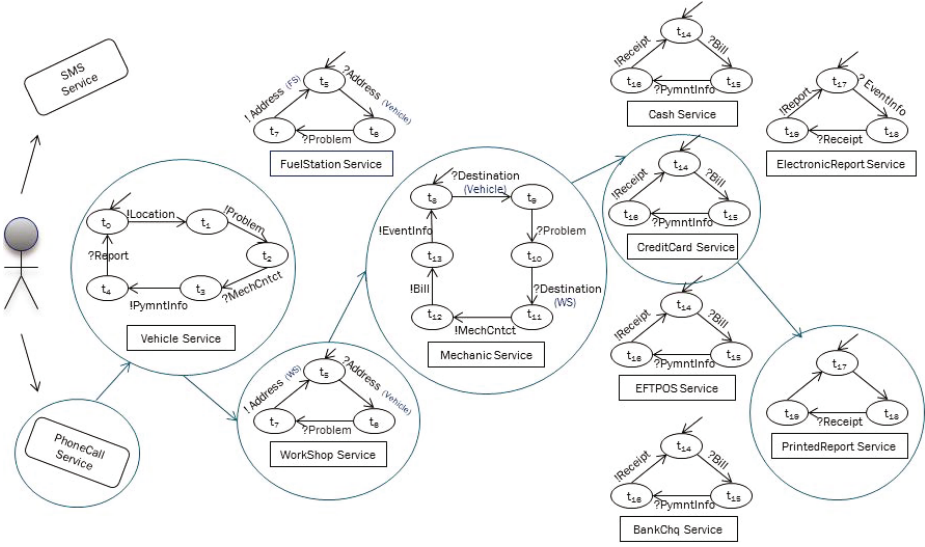 SMS
Service
PhoneCall
Service
t₀
!Location
t₁
!Problem
t₂
?MechCntct
t₃
!PymntInfo
t₄
?Report
Vehicle Service
t₅
?Address (Vehicle)
t₆
?Problem
t₇
! Address (FS)
FuelStation Service
t₅
?Address (Vehicle)
t₆
?Problem
t₇
! Address (WS)
WorkShop Service
t₈
?Destination
(Vehicle)
t₉
?Problem
t₁₀
?Destination
(WS)
t₁₁
!MechCntct
t₁₂
!Bill
t₁₃
!EventInfo
Mechanic Service
t₁₄
?Bill
t₁₅
?PymntInfo
t₁₆
!Receipt
Cash Service
t₁₄
?Bill
t₁₅
?PymntInfo
t₁₆
!Receipt
CreditCard Service
t₁₄
?Bill
t₁₅
?PymntInfo
t₁₆
!Receipt
EFTPOS Service
t₁₄
?Bill
t₁₅
?PymntInfo
t₁₆
!Receipt
BankChq Service
t₁₇
? EventInfo
t₁₈
?Receipt
t₁₉
!Report
ElectronicReport Service
t₁₇
t₁₈
?Receipt
t₁₉
PrintedReport Service